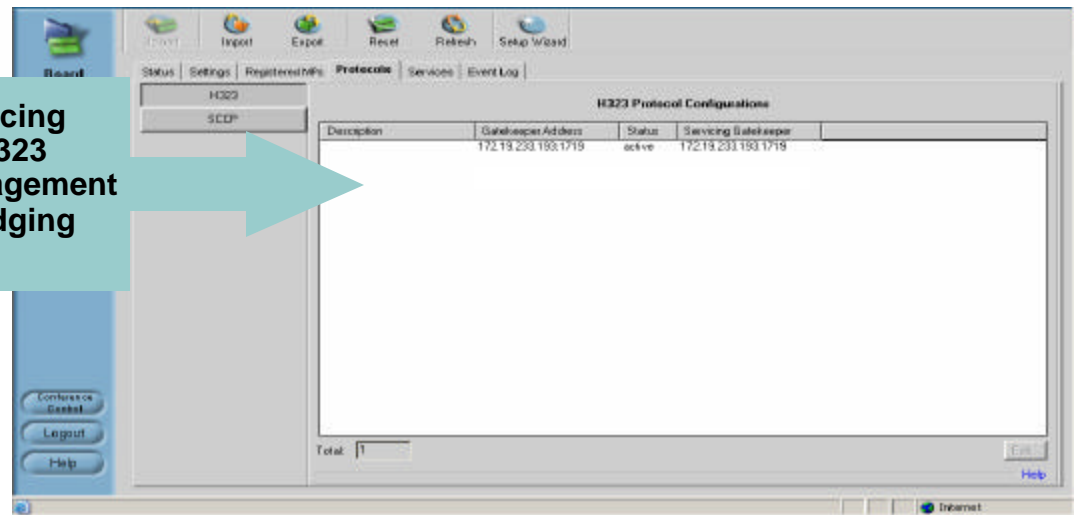 Import Export Reset Refresh Setup Wizard
Board
Status Settings Registered MPs Protocols Services Event Log
H323
SCCP
H323 Protocol Configurations
Description Gatekeeper Address Status Servicing Gatekeeper
172.19.233.193:1719 active 172.19.233.193:1719
cing
323
agement
dging
Conference
Control
Logout
Help
Total: 1
Help
Internet